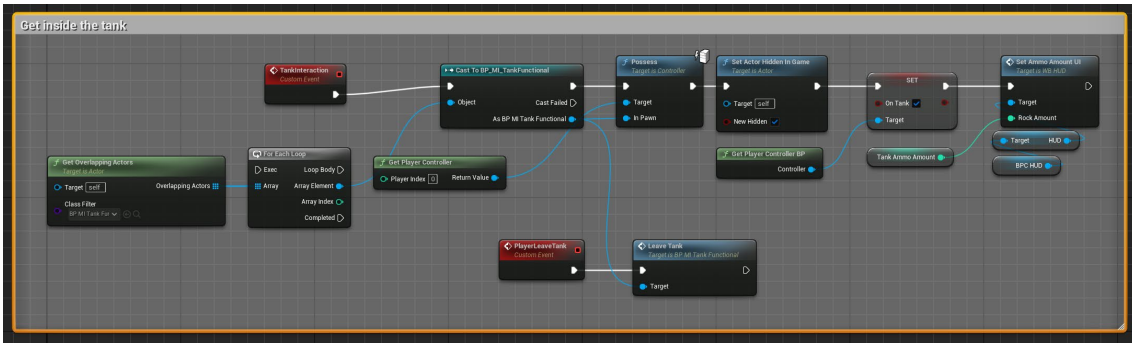 Get inside the tank
TankInteraction
Custom Event
Cast To BP_MI_TankFunctional
Object
Cast Failed
As BP MI Tank Functional
Possess
Target is Controller
Target
In Pawn
Set Actor Hidden In Game
Target is Actor
Target self
New Hidden
SET
On Tank
Target
Set Ammo Amount UI
Target is WB HUD
Target
Rock Amount
Get Overlapping Actors
Target is Actor
Target self
Overlapping Actors
Class Filter
BP MI Tank Fur
For Each Loop
Exec
Loop Body
Array
Array Element
Array Index
Completed
Get Player Controller
Player Index 0
Return Value
Get Player Controller BP
Controller
Tank Ammo Amount
Target HUD
BPC HUD
PlayerLeaveTank
Custom Event
Leave Tank
Target is BP MI Tank Functional
Target